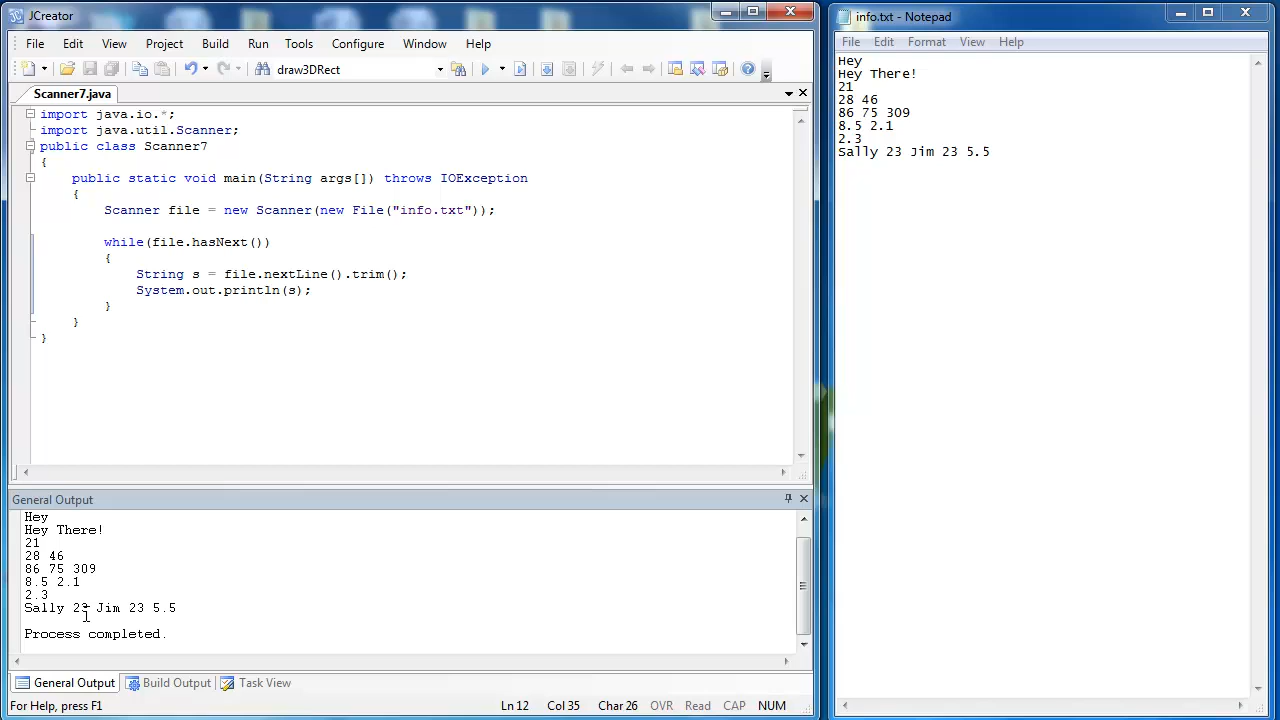 JCreator
File Edit View Project Build Run Tools Configure Window Help
draw3DRect
Scanner7.java
import java.io.*;
import java.util.Scanner;
public class Scanner7
{
public static void main(String args[]) throws IOException
{
Scanner file = new Scanner(new File("info.txt"));
while(file.hasNext())
{
String s = file.nextLine().trim();
System.out.println(s);
}
}
}
General Output
Hey
Hey There!
21
28 46
86 75 309
8.5 2.1
2.3
Sally 23 Jim 23 5.5
Process completed.
General Output Build Output Task View
For Help, press F1 Ln 12 Col 35 Char 26 OVR Read CAP NUM
info.txt - Notepad
File Edit Format View Help
Hey
Hey There!
21
28 46
86 75 309
8.5 2.1
2.3
Sally 23 Jim 23 5.5